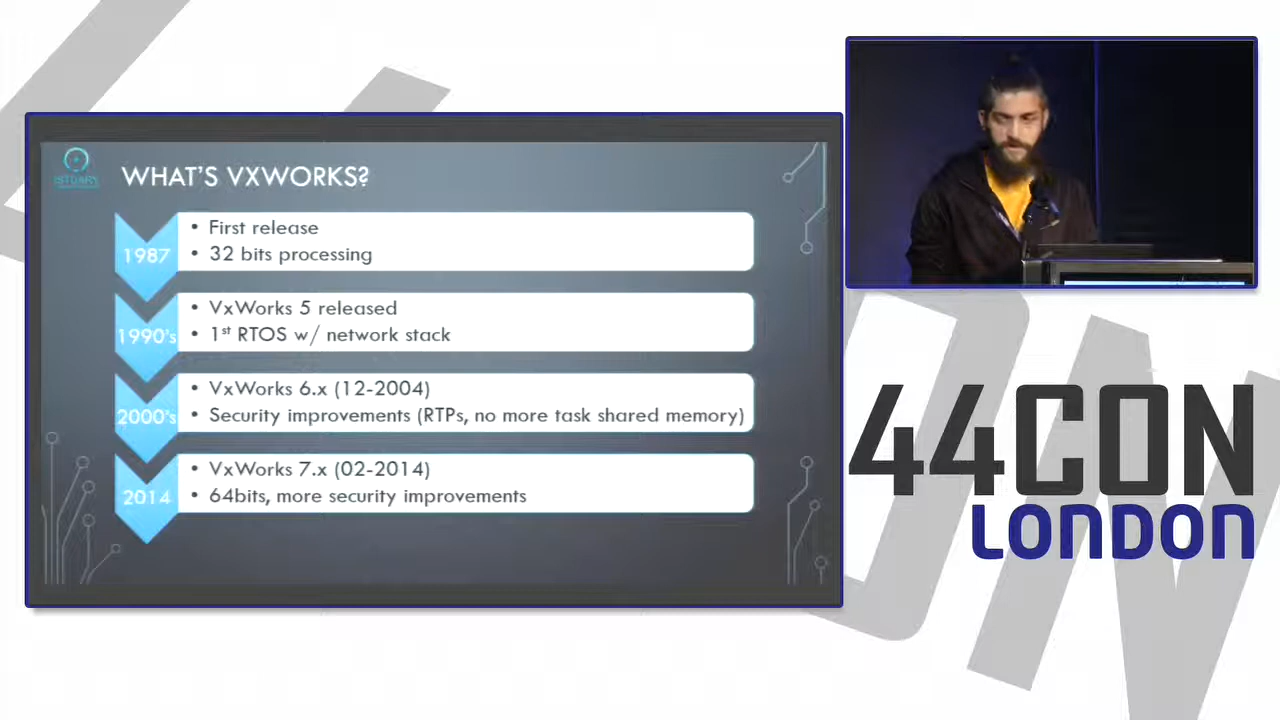 ISTUARY
WHAT'S VXWORKS?
1987
• First release
• 32 bits processing
1990's
• VxWorks 5 released
• 1st RTOS w/ network stack
2000's
• VxWorks 6.x (12-2004)
• Security improvements (RTPs, no more task shared memory)
2014
• VxWorks 7.x (02-2014)
• 64bits, more security improvements
44CON
LONDON